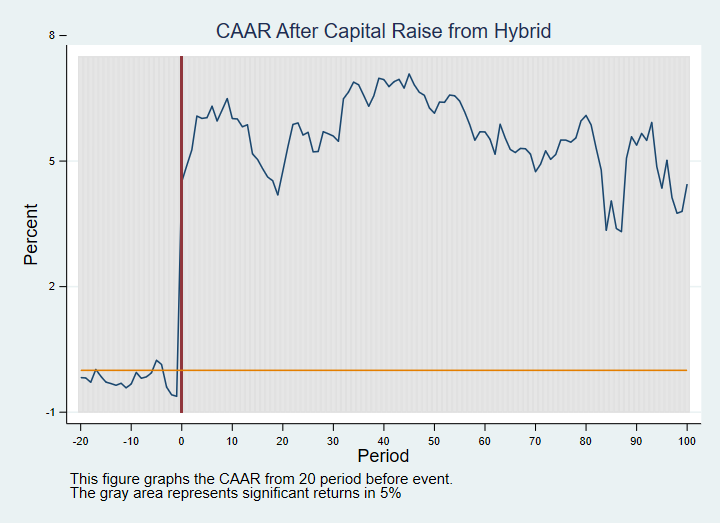 CAAR After Capital Raise from Hybrid
8
5
2
-1
Percent
-20 -10 0 10 20 30 40 50 60 70 80 90 100
Period
This figure graphs the CAAR from 20 period before event.
The gray area represents significant returns in 5%